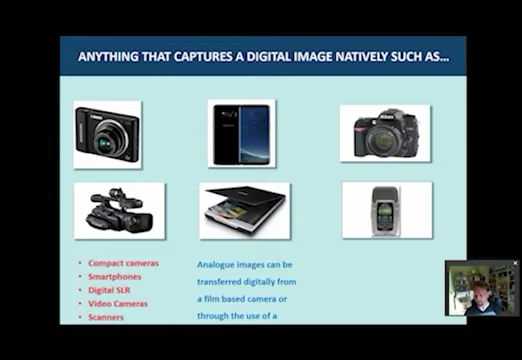 ANYTHING THAT CAPTURES A DIGITAL IMAGE NATIVELY SUCH AS...
Nikon
• Compact cameras
• Smartphones
• Digital SLR
• Video Cameras
• Scanners
Analogue images can be
transferred digitally from
a film based camera or
through the use of a